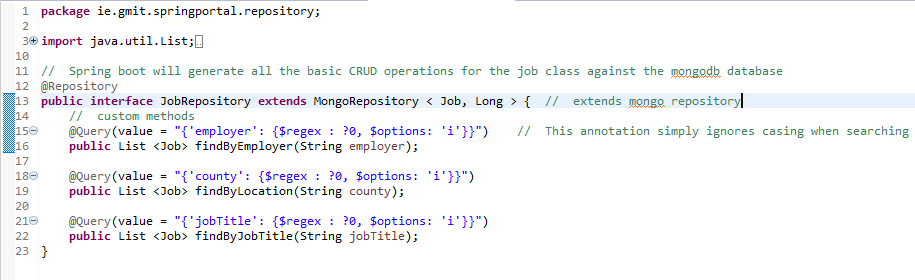 1 package ie.gmit.springportal.repository;
2
3 import java.util.List;
10
11 // Spring boot will generate all the basic CRUD operations for the job class against the mongodb database
12 @Repository
13 public interface JobRepository extends MongoRepository < Job, Long > { // extends mongo repository
14 // custom methods
15 @Query(value = "{'employer': {$regex : ?0, $options: 'i'}}") // This annotation simply ignores casing when searching
16 public List <Job> findByEmployer(String employer);
17
18 @Query(value = "{'county': {$regex : ?0, $options: 'i'}}")
19 public List <Job> findByLocation(String county);
20
21 @Query(value = "{'jobTitle': {$regex : ?0, $options: 'i'}}")
22 public List <Job> findByJobTitle(String jobTitle);
23 }